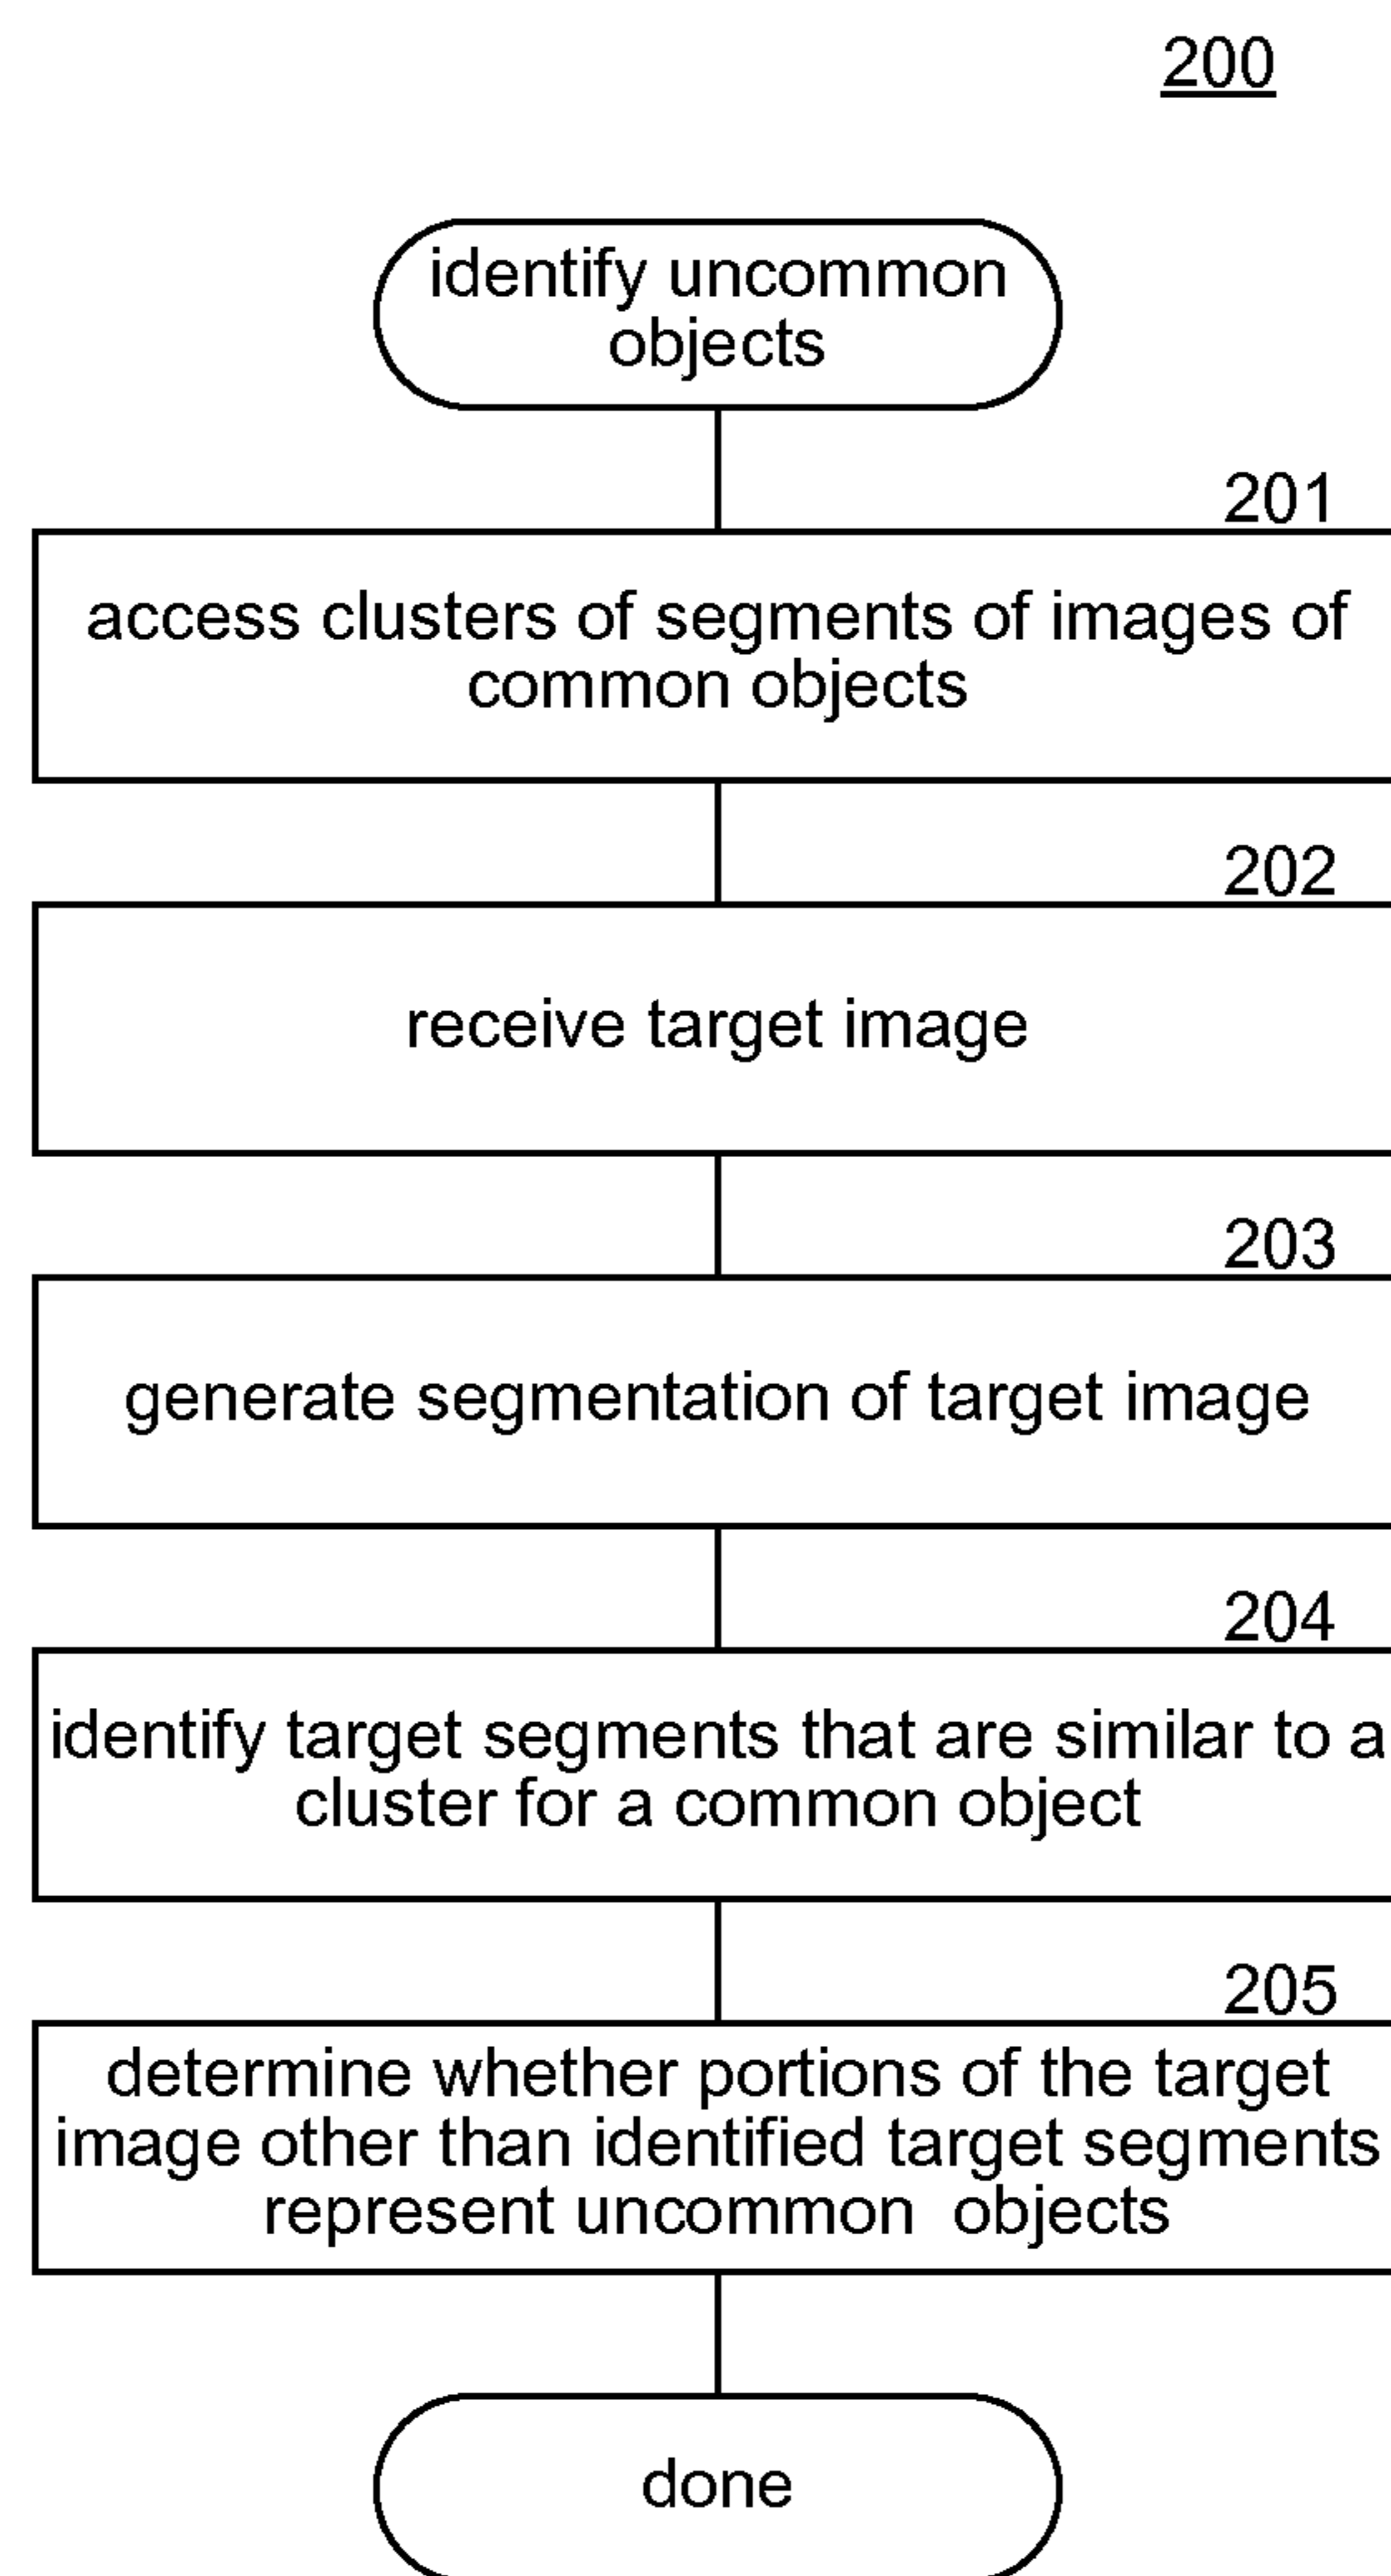 200
identify uncommon
objects
201
access clusters of segments of images of
common objects
202
receive target image
203
generate segmentation of target image
204
identify target segments that are similar to a
cluster for a common object
205
determine whether portions of the target
image other than identified target segments
represent uncommon objects
done